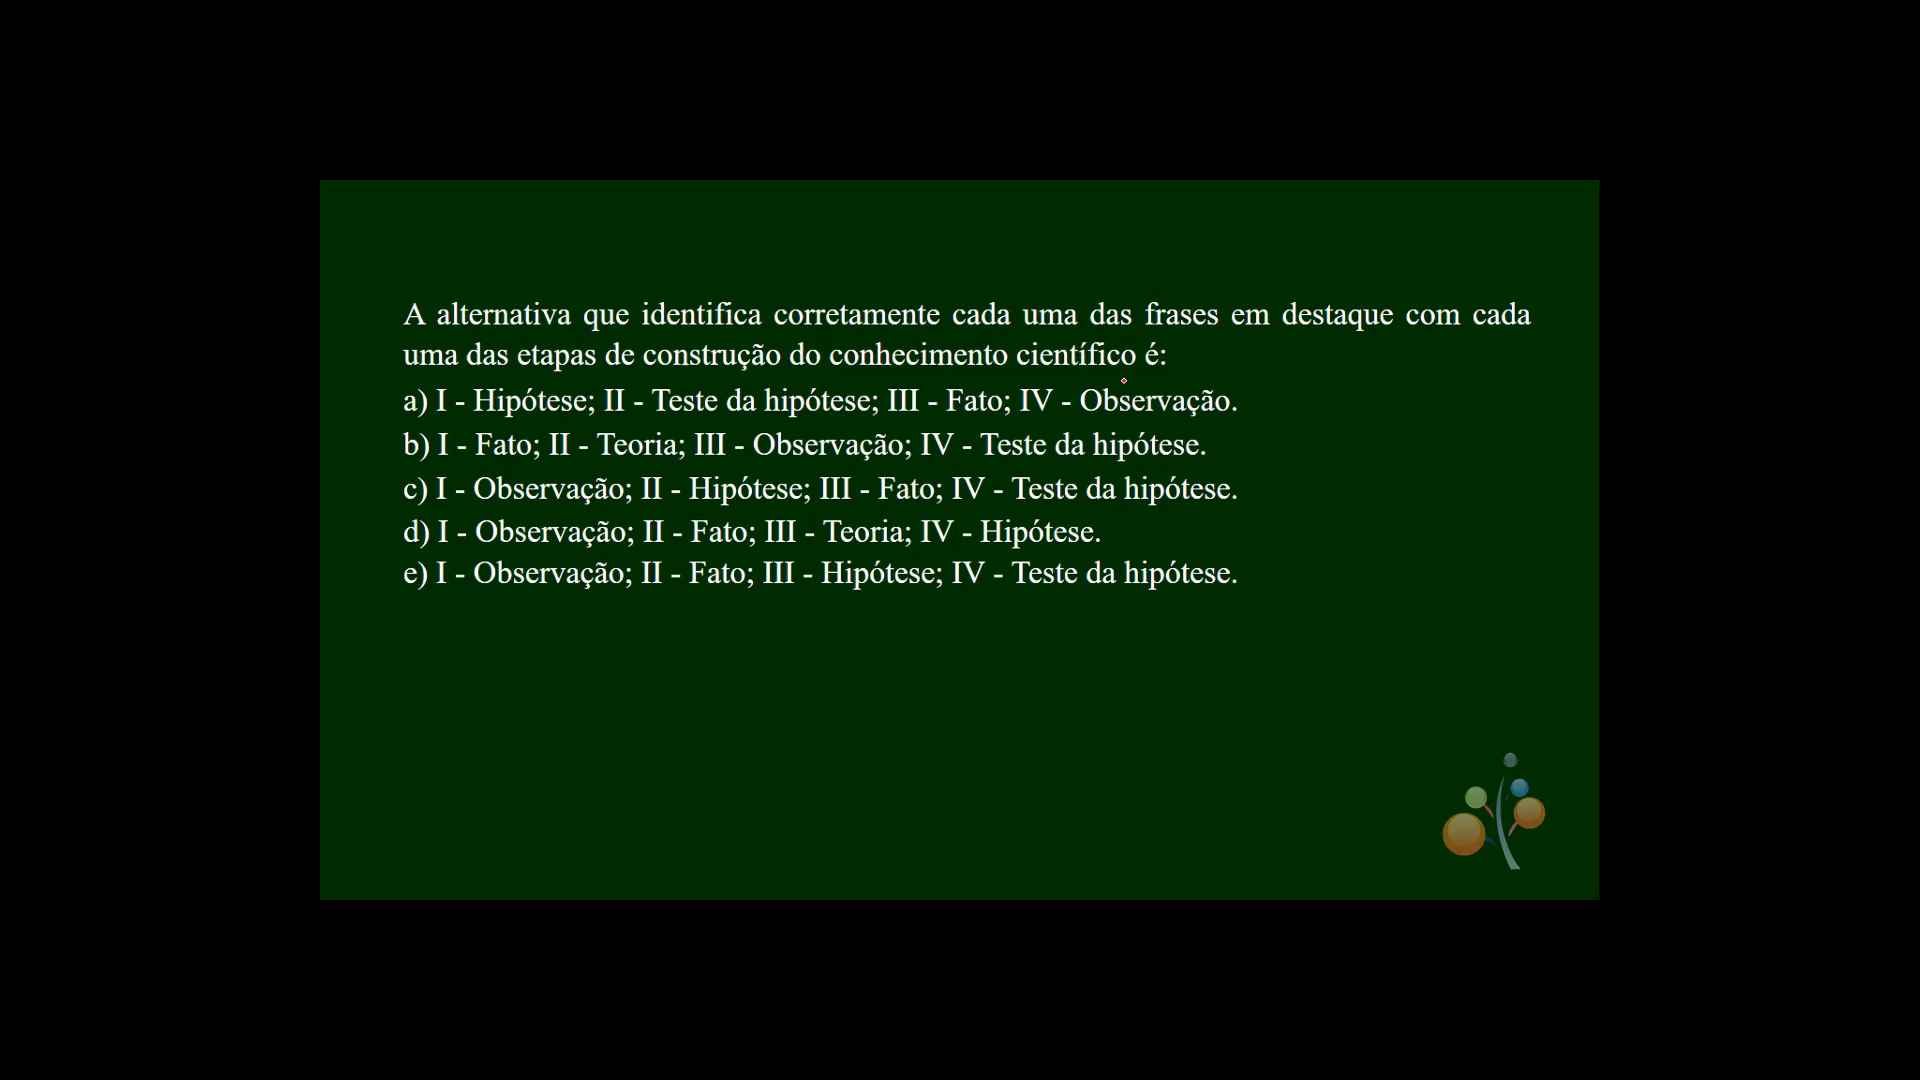 A alternativa que identifica corretamente cada uma das frases em destaque com cada
uma das etapas de construção do conhecimento científico é:
a) I - Hipótese; II - Teste da hipótese; III - Fato; IV - Observação.
b) I - Fato; II - Teoria; III - Observação; IV - Teste da hipótese.
c) I - Observação; II - Hipótese; III - Fato; IV - Teste da hipótese.
d) I - Observação; II - Fato; III - Teoria; IV - Hipótese.
e) I - Observação; II - Fato; III - Hipótese; IV - Teste da hipótese.